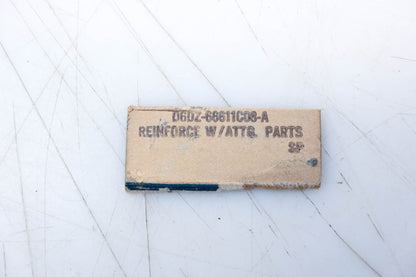 D6DZ-66611C08-A
REINFORCE W/ATTG. PARTS
SP